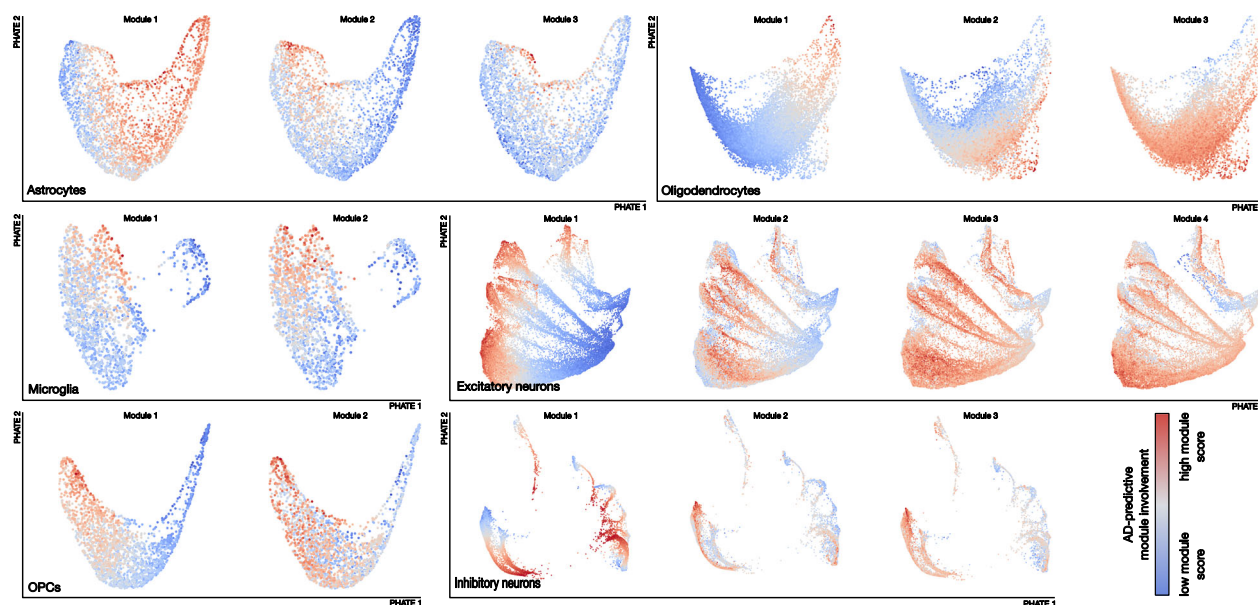 PHATE 2
Module 1
Module 2
Module 3
Astrocytes
PHATE 1
PHATE 2
Module 1
Module 2
Module 3
Oligodendrocytes
PHATE
PHATE 2
Module 1
Module 2
Microglia
PHATE 1
PHATE 2
Module 1
Module 2
Module 3
Module 4
Excitatory neurons
PHATE
PHATE 2
Module 1
Module 2
OPCs
PHATE 1
PHATE 2
Module 1
Module 2
Module 3
Inhibitory neurons
PHATE 1
AD-predictive
module involvement
low module
score
high module
score